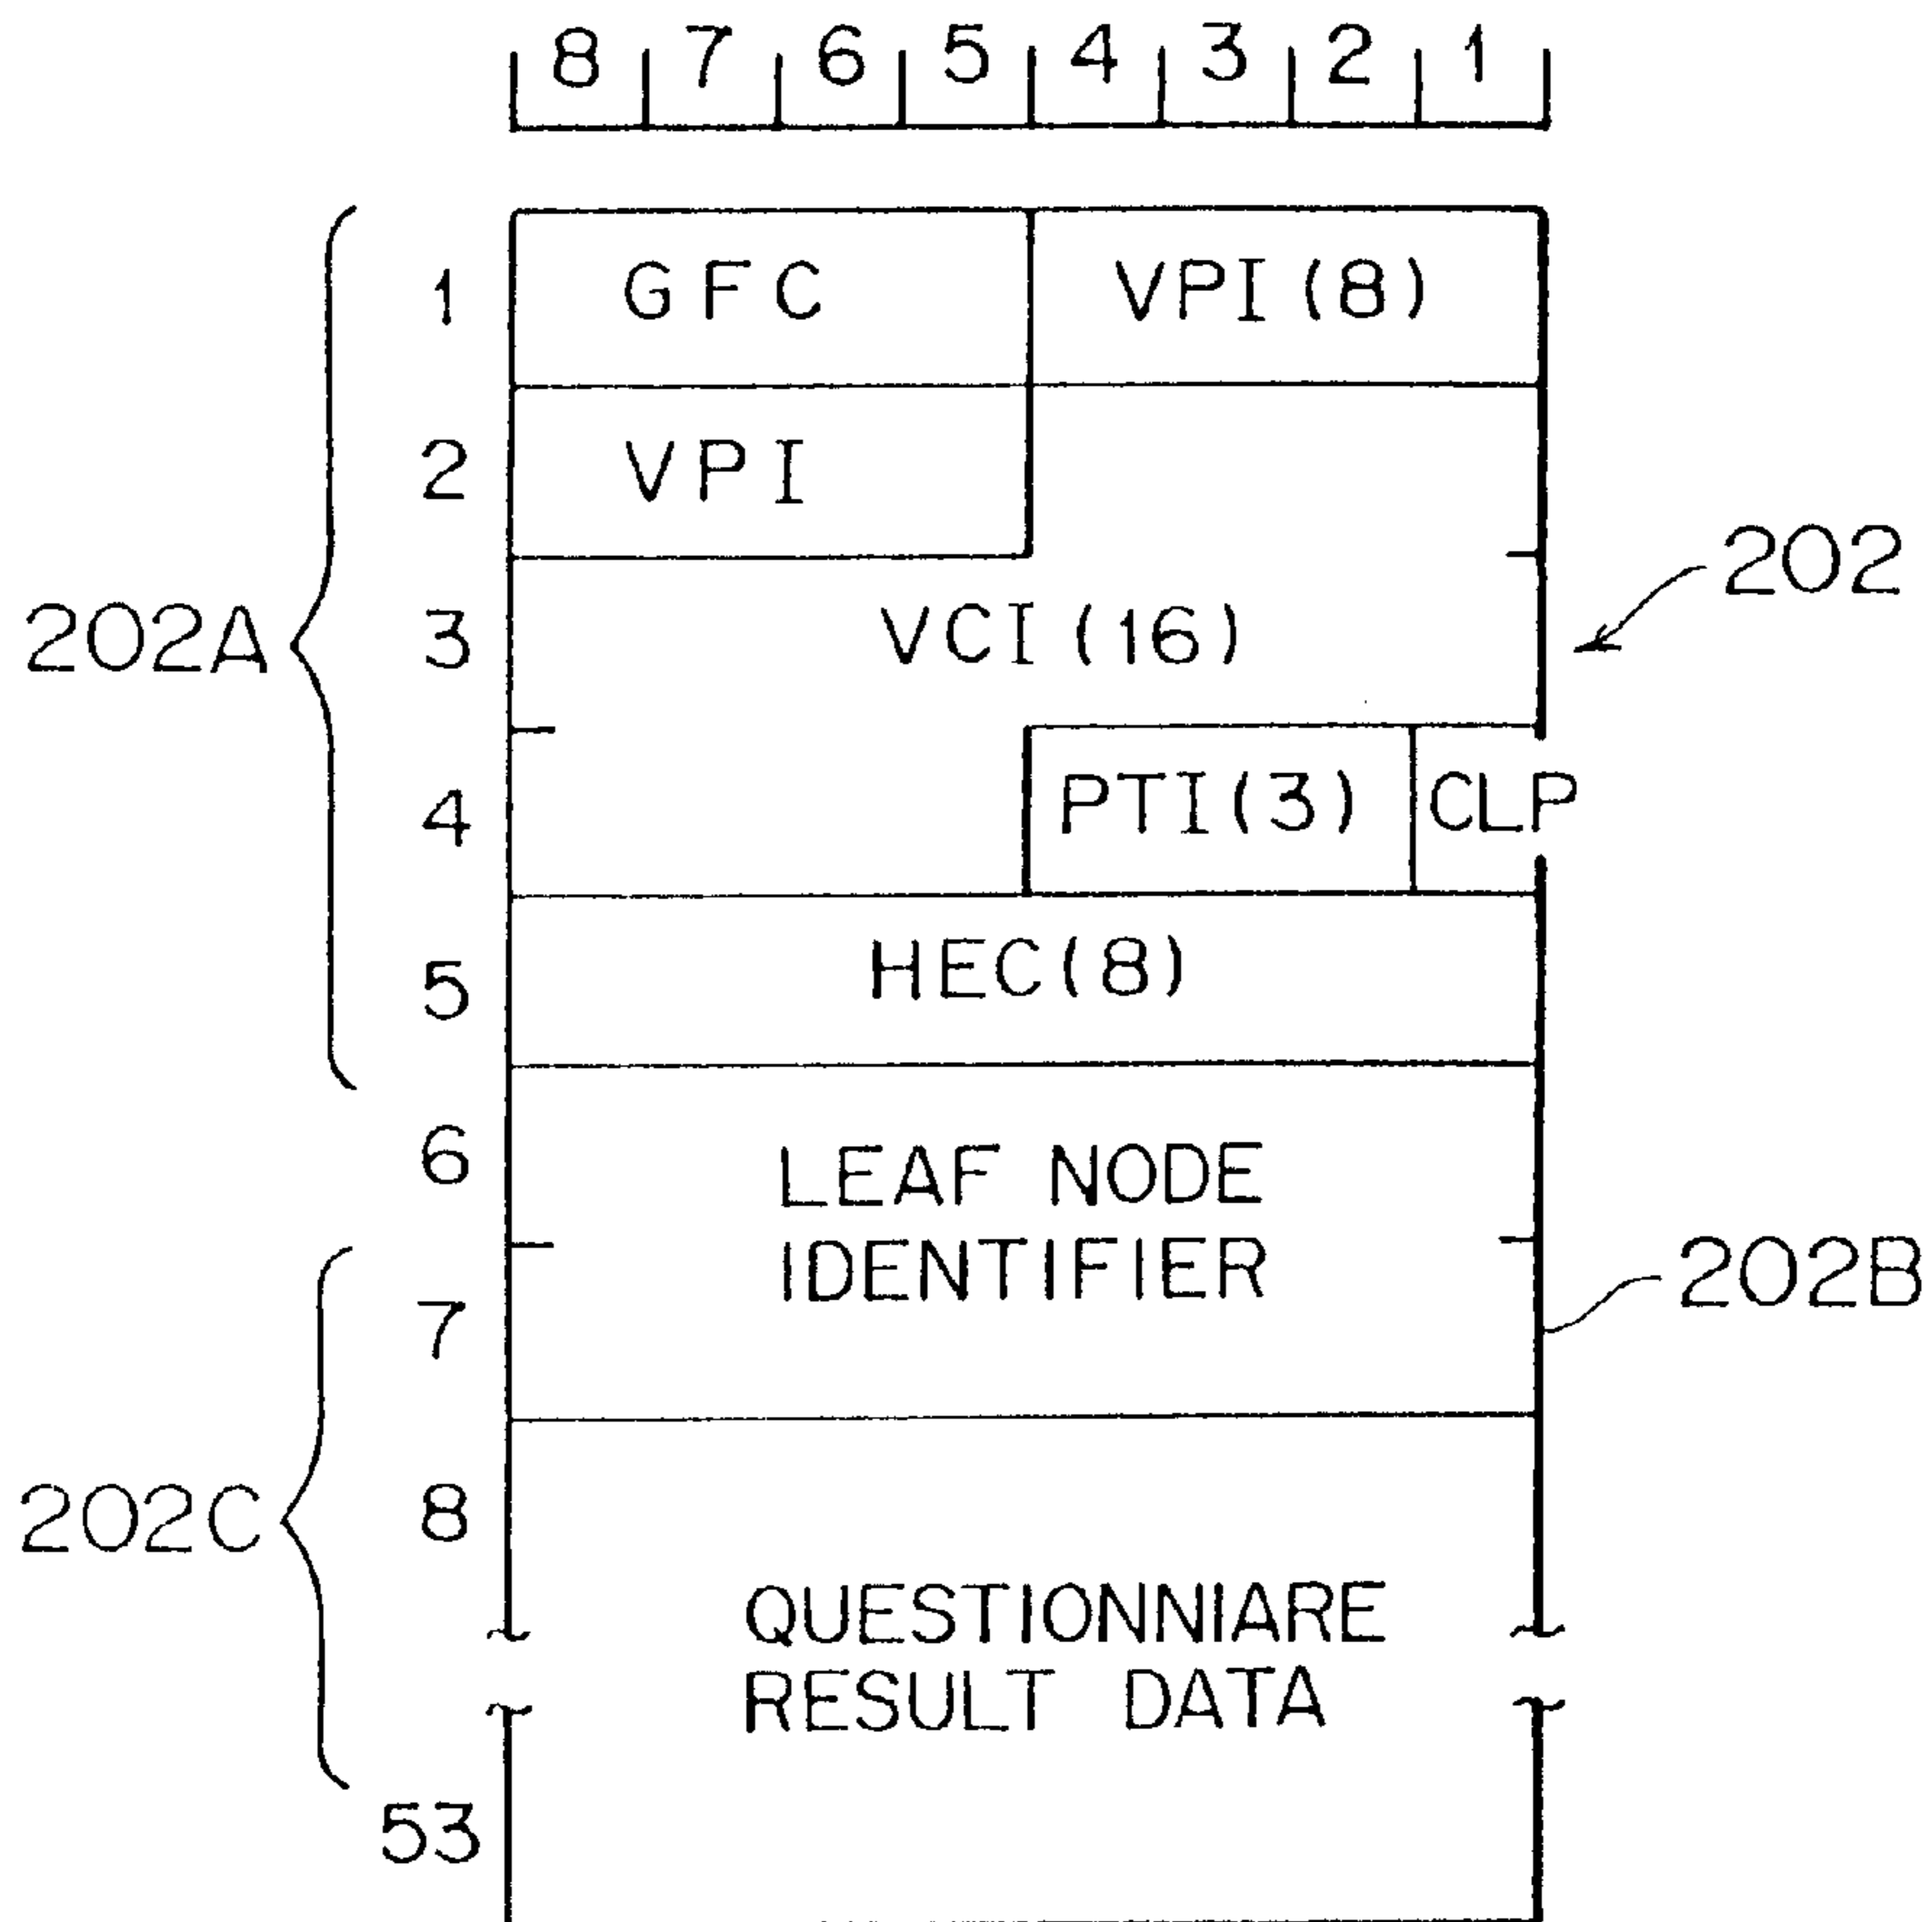 8 7 6 5 4 3 2 1
1 GFC VPI (8)
2 VPI
202
202A 3 VCI (16)
4 PTI(3) CLP
5 HEC(8)
6 LEAF NODE
IDENTIFIER 202B
7
202C 8
QUESTIONNIARE
RESULT DATA
53